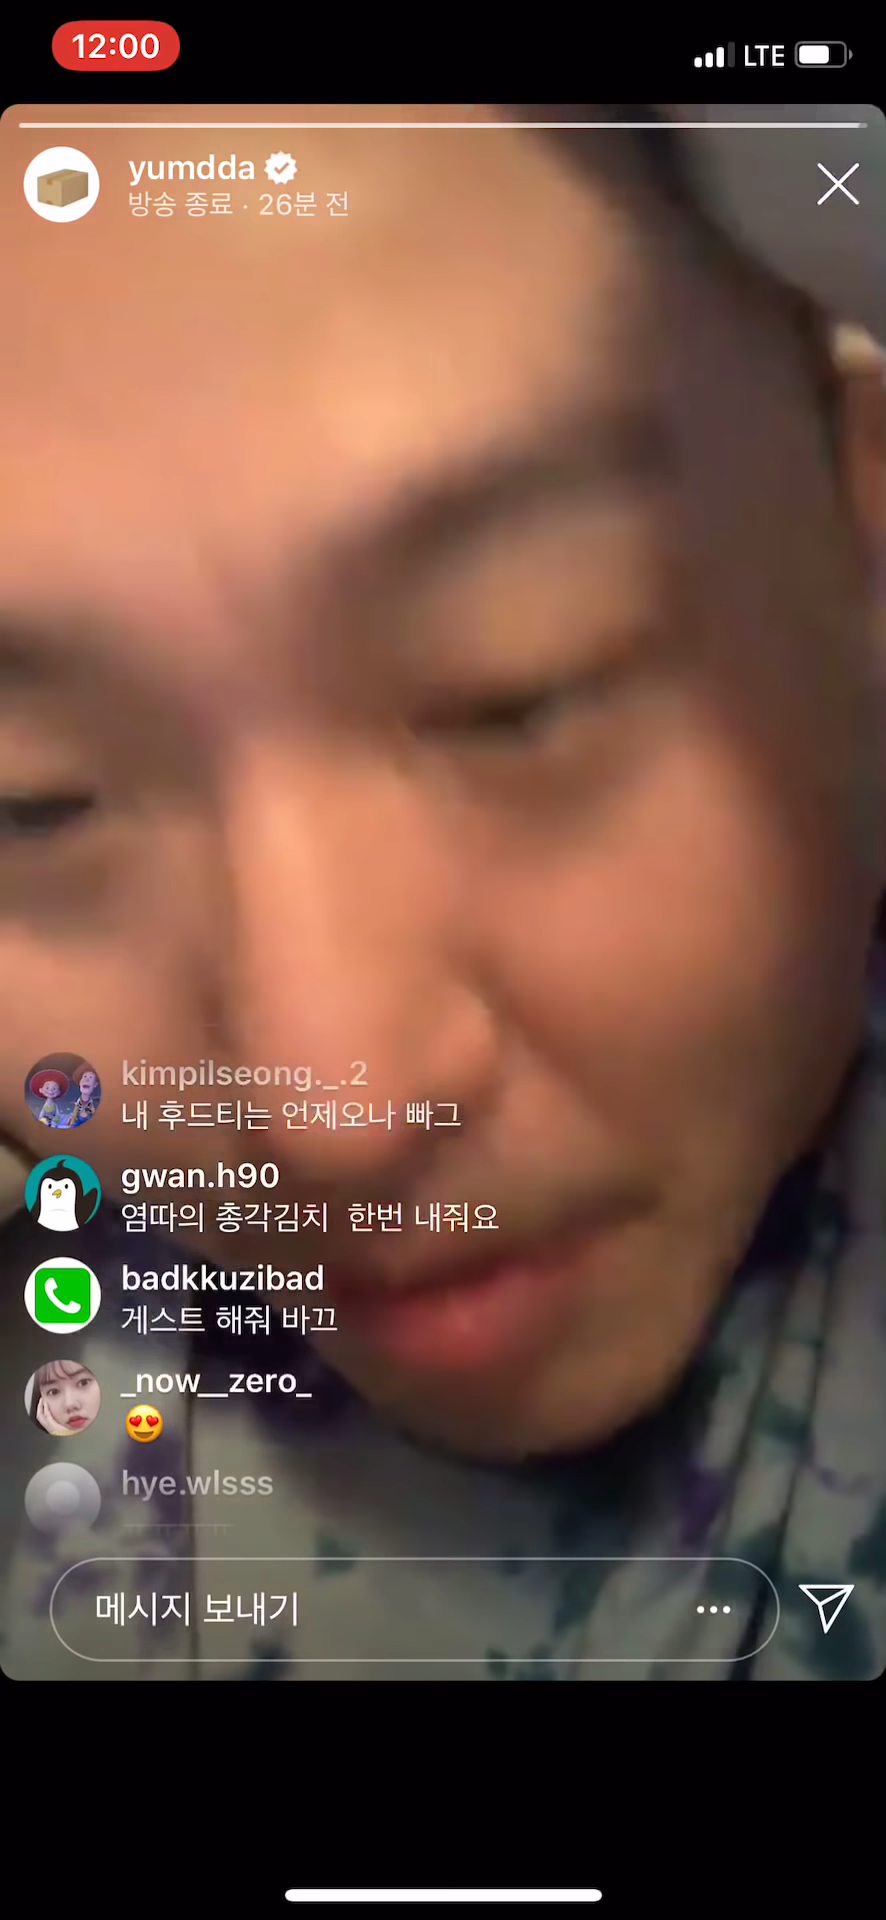 12:00
LTE
yumdda
방송 종료 · 26분 전
kimpilseong._.2
내 후드티는 언제오나 빠그
gwan.h90
염따의 총각김치 한번 내줘요
badkkuzibad
게스트 해줘 바끄
_now__zero_
😍
hye.wlsss
메시지 보내기